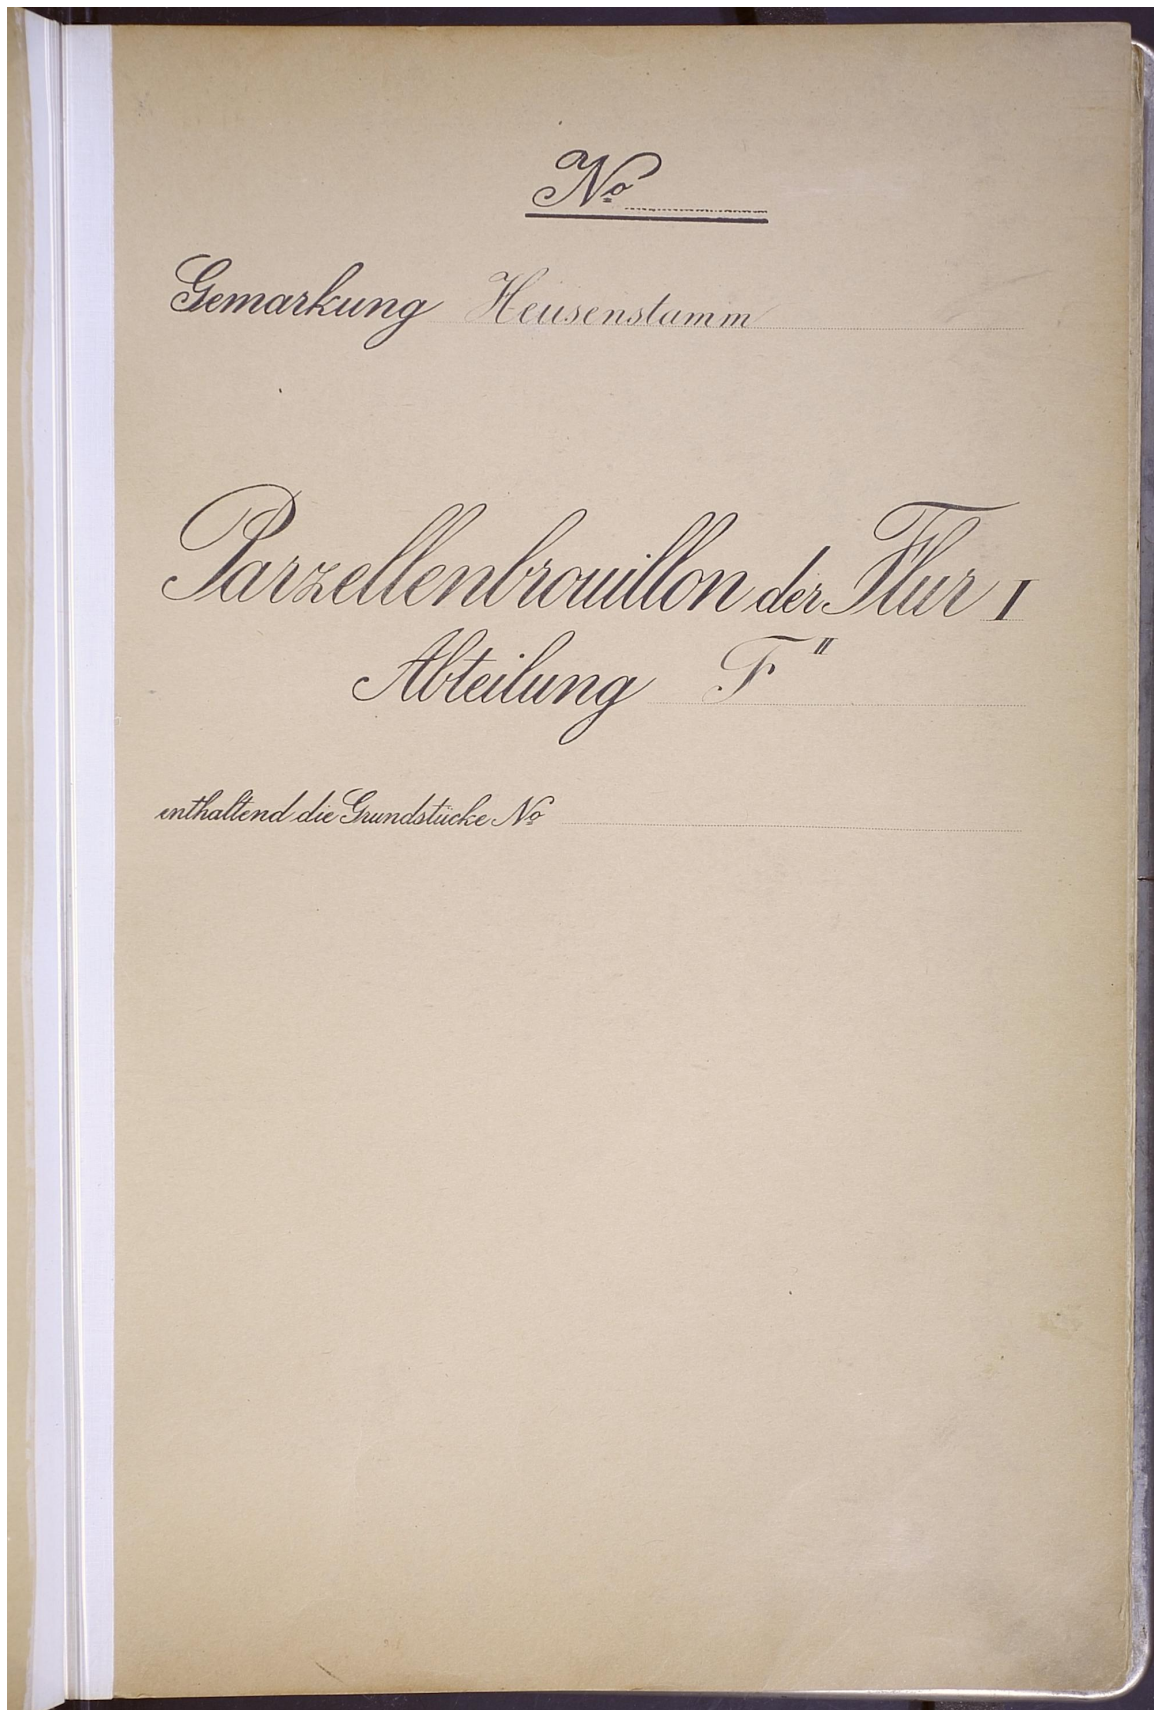 No
Gemarkung Heusenstamm
Parzellenbrouillon der Flur I
Abteilung F"
enthaltend die Grundstücke No